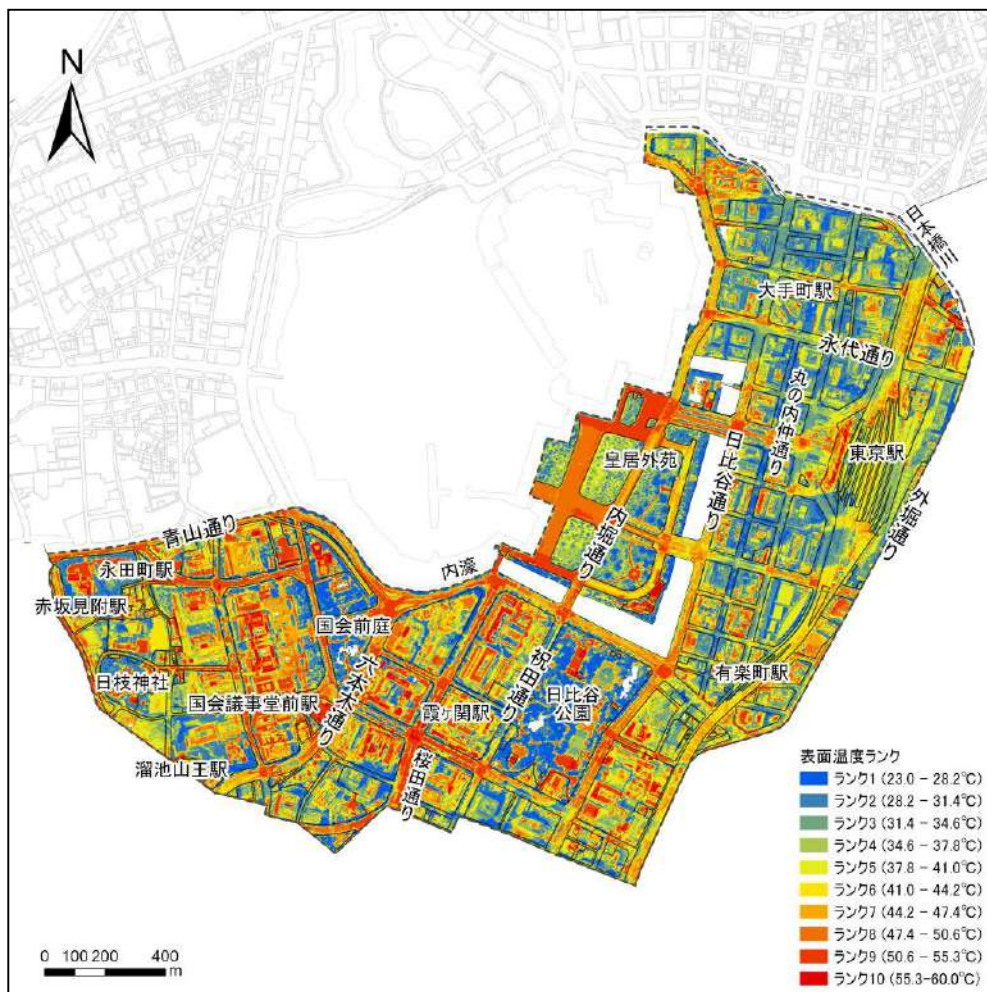 N
日本橋川
大手町駅
永代通り
丸の内仲通り
皇居外苑
日比谷通り
東京駅
外堀通り
内堀通り
青山通り
永田町駅
内濠
赤坂見附駅
国会前庭
日枝神社
六本木通り
祝田通り
日比谷
公園
有楽町駅
国会議事堂前駅
霞ヶ関駅
溜池山王駅
桜田通り
表面温度ランク
ランク1 (23.0 - 28.2℃)
ランク2 (28.2 - 31.4℃)
ランク3 (31.4 - 34.6℃)
ランク4 (34.6 - 37.8℃)
ランク5 (37.8 - 41.0℃)
ランク6 (41.0 - 44.2℃)
ランク7 (44.2 - 47.4℃)
ランク8 (47.4 - 50.6℃)
ランク9 (50.6 - 55.3℃)
ランク10 (55.3-60.0℃)
0 100 200 400
m